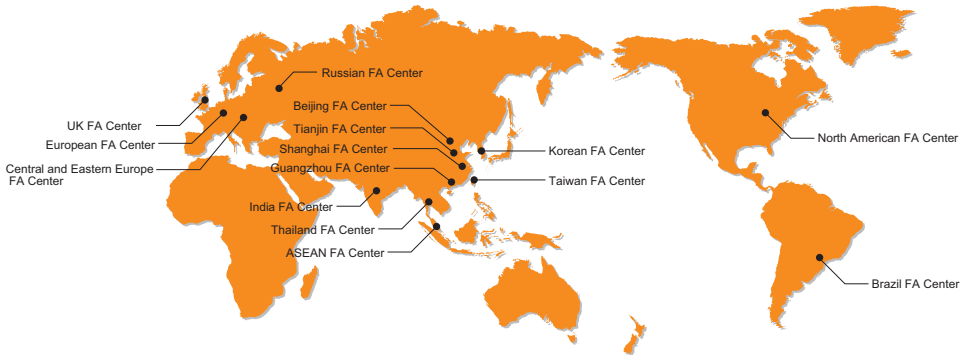 Russian FA Center
Beijing FA Center
UK FA Center
Tianjin FA Center
North American FA Center
European FA Center
Shanghai FA Center
Korean FA Center
Central and Eastern Europe
FA Center
Guangzhou FA Center
Taiwan FA Center
India FA Center
Thailand FA Center
ASEAN FA Center
Brazil FA Center